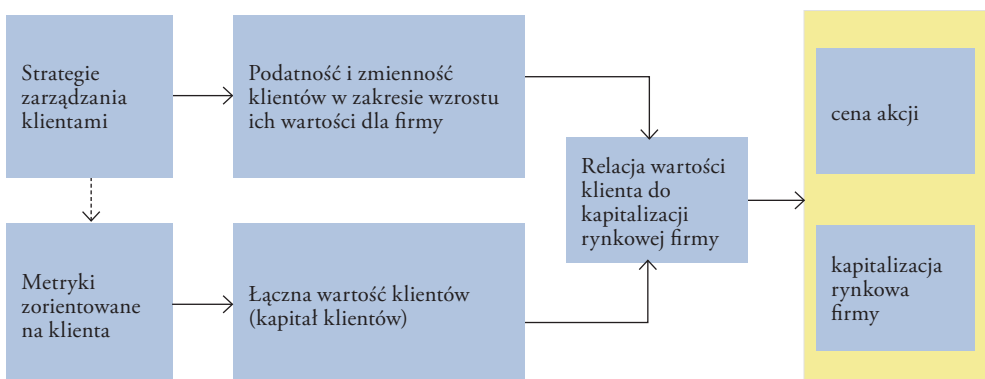 Strategie
zarządzania
klientami
Podatność i zmienność
klientów w zakresie wzrostu
ich wartości dla firmy
cena akcji
Relacja wartości
klienta do
kapitalizacji
rynkowej firmy
Metryki
zorientowane
na klienta
Łączna wartość klientów
(kapitał klientów)
kapitalizacja
rynkowa
firmy